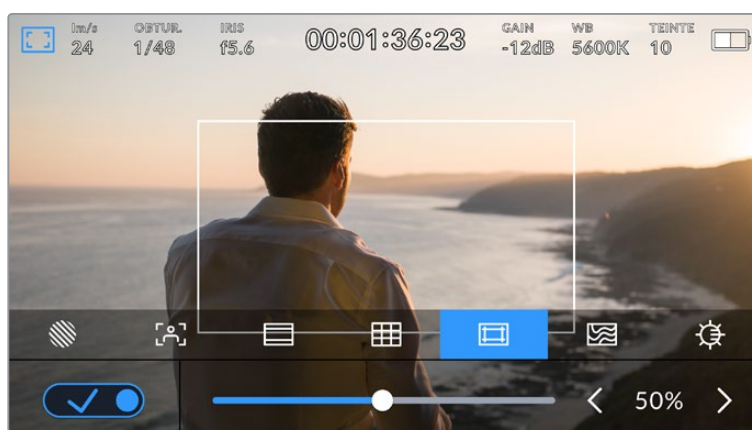 Im/s OBTUR. IRIS 00:01:36:23 GAIN WB TEINTE
24 1/48 f5.6 -12dB 5600K 10
50%